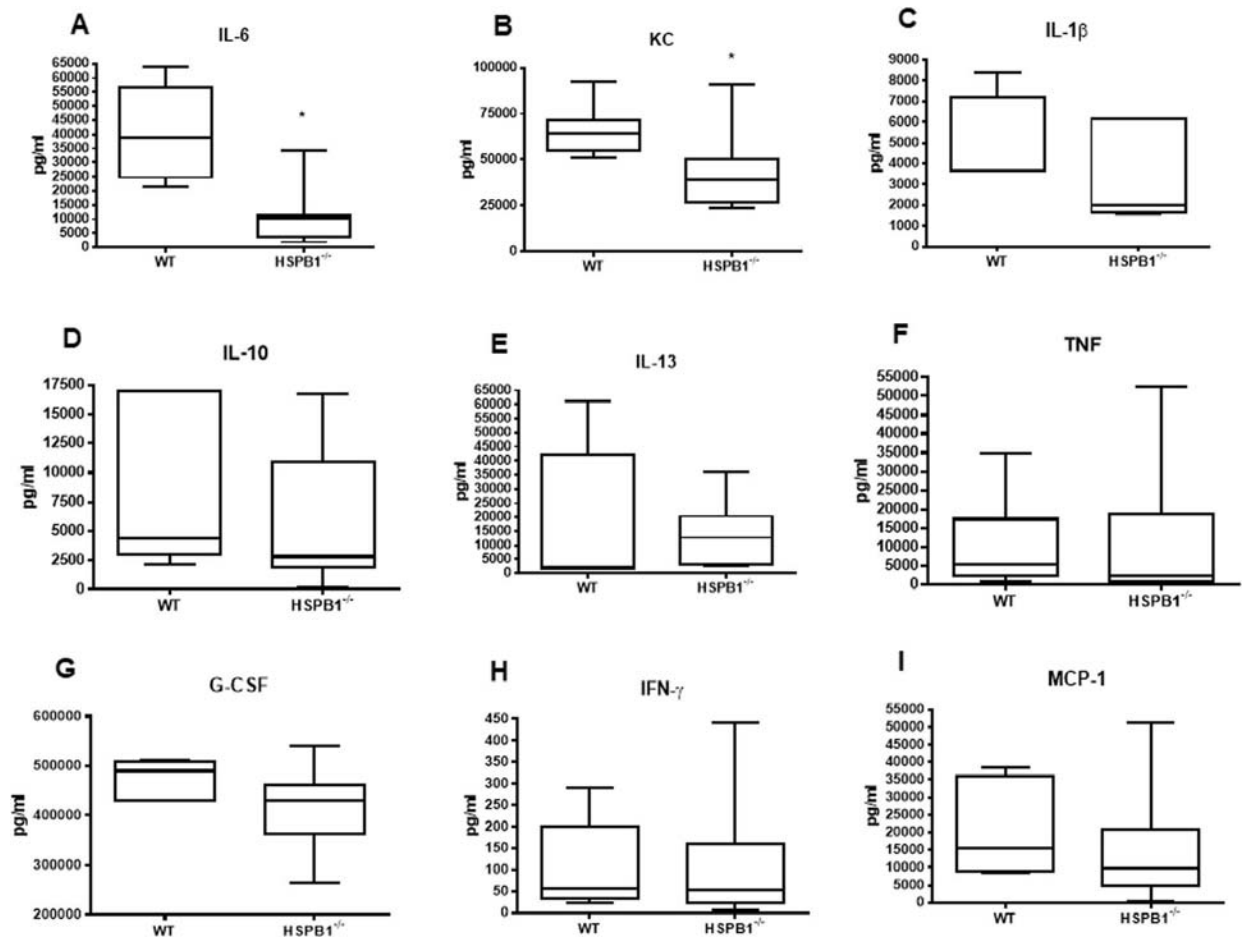 A
IL-6
65000
60000
55000
50000
45000
40000
35000
30000
25000
20000
15000
10000
5000
0
pg/ml
*
WT
HSPB1-/-
B
KC
100000
75000
50000
25000
0
pg/ml
*
WT
HSPB1-/-
C
IL-1β
9000
8000
7000
6000
5000
4000
3000
2000
1000
0
pg/ml
WT
HSPB1-/-
D
IL-10
17500
15000
12500
10000
7500
5000
2500
0
pg/ml
WT
HSPB1-/-
E
IL-13
65000
60000
55000
50000
45000
40000
35000
30000
25000
20000
15000
10000
5000
0
pg/ml
WT
HSPB1-/-
F
TNF
55000
50000
45000
40000
35000
30000
25000
20000
15000
10000
5000
0
pg/ml
WT
HSPB1-/-
G
G-CSF
600000
500000
400000
300000
200000
pg/ml
WT
HSPB1-/-
H
IFN-γ
450
400
350
300
250
200
150
100
50
0
pg/ml
WT
HSPB1-/-
I
MCP-1
55000
50000
45000
40000
35000
30000
25000
20000
15000
10000
5000
0
pg/ml
WT
HSPB1-/-